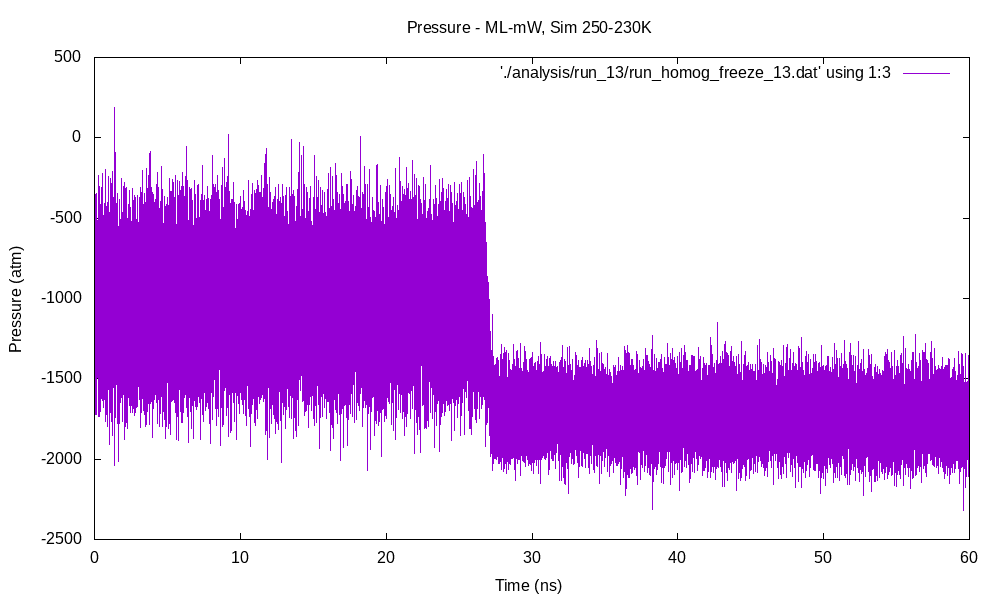 Pressure - ML-mW, Sim 250-230K
'./analysis/run_13/run_homog_freeze_13.dat' using 1:3
500
0
-500
-1000
-1500
-2000
-2500
Pressure (atm)
0 10 20 30 40 50 60
Time (ns)